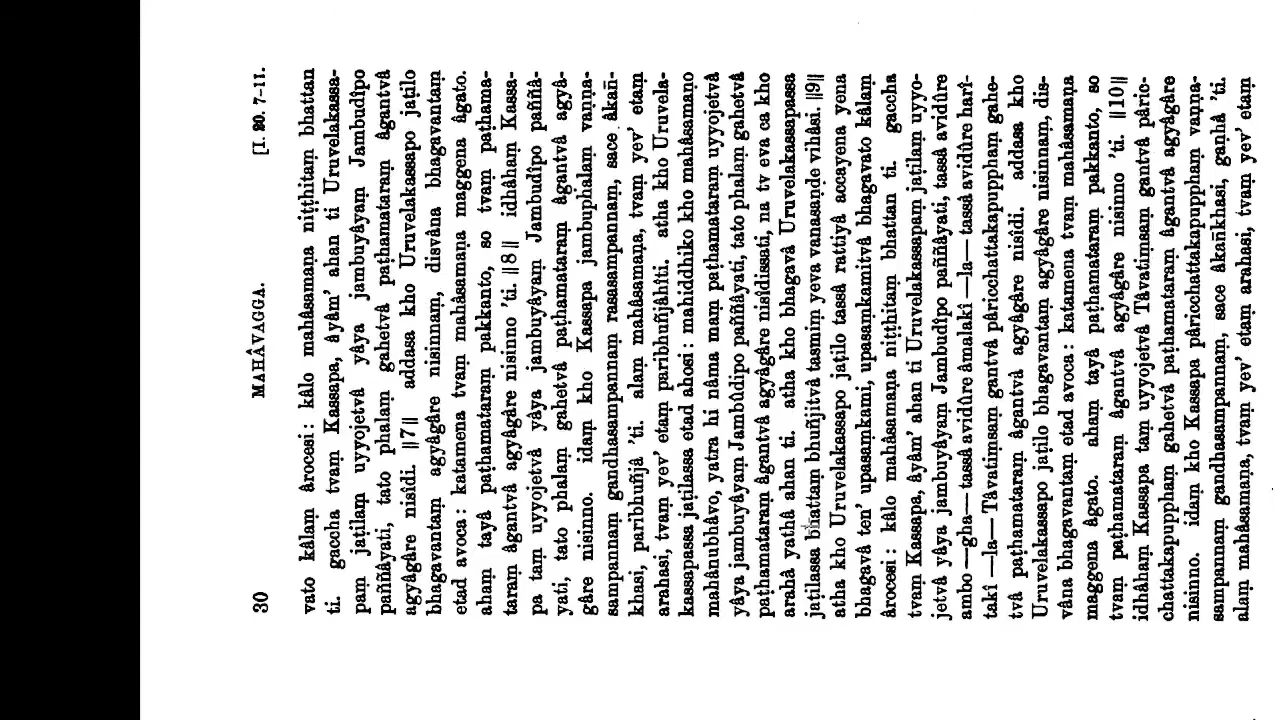 30 MAHÂVAGGA. [I. 20. 7-11.
vato kâlaṃ ârocesi: kâlo mahâsamaṇa niṭṭhitaṃ bhattan
ti. gaccha tvaṃ Kassapa, âyâm' ahan ti Uruvelakassa-
paṃ jaṭilaṃ uyyojetvâ yâya jambuyâyaṃ Jambudîpo
paññâyati, tato phalaṃ gahetvâ paṭhamataraṃ âgantvâ
agyâgâre nisîdi. ||7|| addasa kho Uruvelakassapo jaṭilo
bhagavantaṃ agyâgâre nisinnaṃ, disvâna bhagavantaṃ
etad avoca: katamena tvaṃ mahâsamaṇa maggena âgato.
ahaṃ tayâ paṭhamataraṃ pakkanto, so tvaṃ paṭhama-
taraṃ âgantvâ agyâgâre nisinno 'ti. ||8|| idhâhaṃ Kassa-
pa taṃ uyyojetvâ yâya jambuyâyaṃ Jambudîpo paññâ-
yati, tato phalaṃ gahetvâ paṭhamataraṃ âgantvâ agyâ-
gâre nisinno. idaṃ kho Kassapa jambuphalaṃ vaṇṇa-
sampannaṃ gandhasampannaṃ rasasampannaṃ, sace âkañ-
khasi, paribhuñjâ 'ti. alaṃ mahâsamaṇa, tvaṃ yev' etaṃ
arahasi, tvaṃ yev' etaṃ paribhuñjâhîti. atha kho Uruvela-
kassapassa jaṭilassa etad ahosi: mahiddhiko kho mahâsamaṇo
mahânubhâvo, yatra hi nâma maṃ paṭhamataraṃ uyyojetvâ
yâya jambuyâyaṃ Jambûdipo paññâyati, tato phalaṃ gahetvâ
paṭhamataraṃ âgantvâ agyâgâre nisîdissati, na tv eva ca kho
arahâ yathâ ahan ti. atha kho bhagavâ Uruvelakassapassa
jaṭilassa bhattaṃ bhuñjitvâ tasmiṃ yeva vanasaṇḍe vihâsi. ||9||
atha kho Uruvelakassapo jaṭilo tassâ rattiyâ accayena yena
bhagavâ ten' upasaṃkami, upasaṃkamitvâ bhagavato kâlaṃ
ârocesi: kâlo mahâsamaṇa niṭṭhitaṃ bhattan ti. gaccha
tvaṃ Kassapa, âyâm' ahan ti Uruvelakassapaṃ jaṭilaṃ uyyo-
jetvâ yâya jambuyâyaṃ Jambudîpo paññâyati, tassâ avidûre
ambo —gha— tassâ avidûre âmalakî —la— tassâ avidûre harî-
takî —la— Tâvatiṃsaṃ gantvâ pâricchattakapupphaṃ gahe-
tvâ paṭhamataraṃ âgantvâ agyâgâre nisîdi. addasa kho
Uruvelakassapo jaṭilo bhagavantaṃ agyâgâre nisinnaṃ, dis-
vâna bhagavantaṃ etad avoca: katamena tvaṃ mahâsamaṇa
maggena âgato. ahaṃ tayâ paṭhamataraṃ pakkanto, so
tvaṃ paṭhamataraṃ âgantvâ agyâgâre nisinno 'ti. ||10||
idhâhaṃ Kassapa taṃ uyyojetvâ Tâvatiṃsaṃ gantvâ pâric-
chattakapupphaṃ gahetvâ paṭhamataraṃ âgantvâ agyâgâre
nisinno. idaṃ kho Kassapa pâricchattakapupphaṃ vaṇṇa-
sampannaṃ gandhasampannaṃ, sace âkañkhasi, gaṇhâ 'ti.
alaṃ mahâsamaṇa, tvaṃ yev' etaṃ arahasi, tvaṃ yev' etaṃ